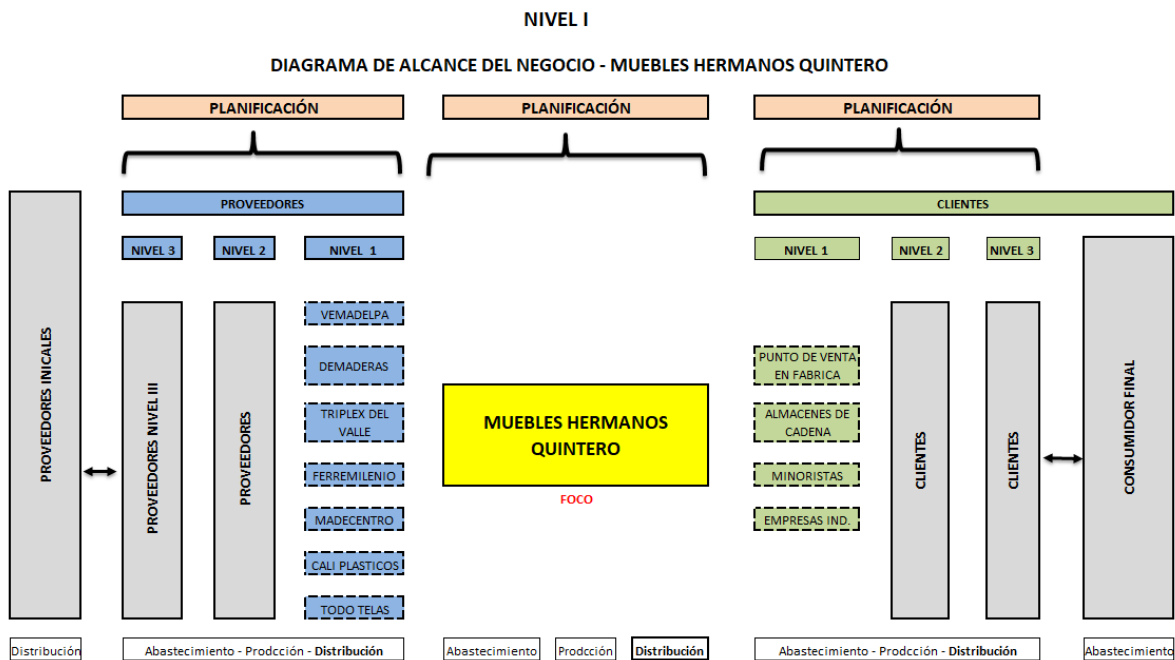 NIVEL I
DIAGRAMA DE ALCANCE DEL NEGOCIO - MUEBLES HERMANOS QUINTERO
PLANIFICACIÓN
PLANIFICACIÓN
PLANIFICACIÓN
PROVEEDORES
CLIENTES
NIVEL 3
NIVEL 2
NIVEL 1
NIVEL 1
NIVEL 2
NIVEL 3
PROVEEDORES INICALES
PROVEEDORES NIVEL III
PROVEEDORES
VEMADELPA
DEMADERAS
TRIPLEX DEL
VALLE
FERREMILENIO
MADECENTRO
CALI PLASTICOS
TODO TELAS
MUEBLES HERMANOS
QUINTERO
FOCO
PUNTO DE VENTA
EN FABRICA
ALMACENES DE
CADENA
MINORISTAS
EMPRESAS IND.
CLIENTES
CLIENTES
CONSUMIDOR FINAL
Distribución
Abastecimiento - Prodcción - Distribución
Abastecimiento
Prodcción
Distribución
Abastecimiento - Prodcción - Distribución
Abastecimiento